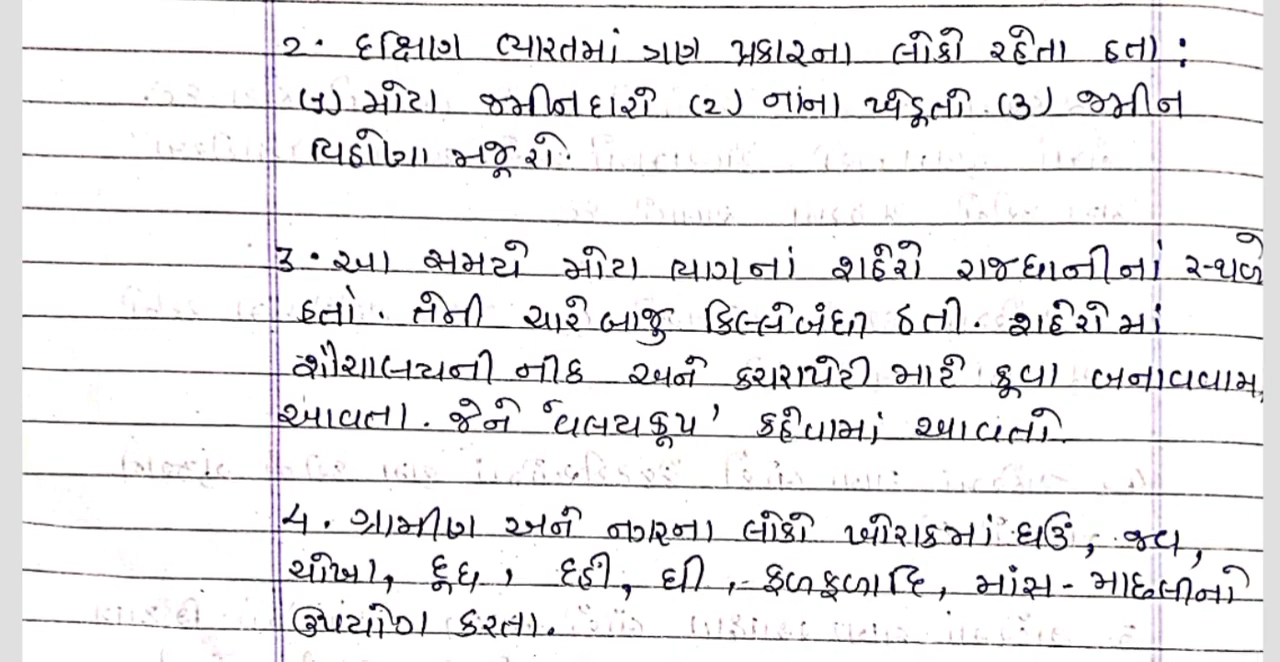 ૨. દક્ષિણ ભારતમાં ત્રણ પ્રકારના લોકો રહેતા હતા :
(૧) મોટા જમીનદારો (૨) નાના ખેડૂતો (૩) જમીન
વિહોણા મજૂરો.
૩. આ સમયે મોટા ભાગનાં શહેરો રાજધાનીનાં સ્થળો
હતાં. તેની ચારેબાજુ કિલ્લેબંધી હતી. શહેરોમાં
શૌચાલયની નીક અને કચરાપેટી માટે કૂવા બનાવવામાં
આવતા. જેને 'વલયકૂપ' કહેવામાં આવતો.
૪. ગ્રામીણ અને નગરના લોકો ખોરાકમાં ઘઉં, જવ,
ચોખા, દૂધ, દહીં, ઘી, ફળફળાદિ, માંસ-માછલીનો
ઉપયોગ કરતા.